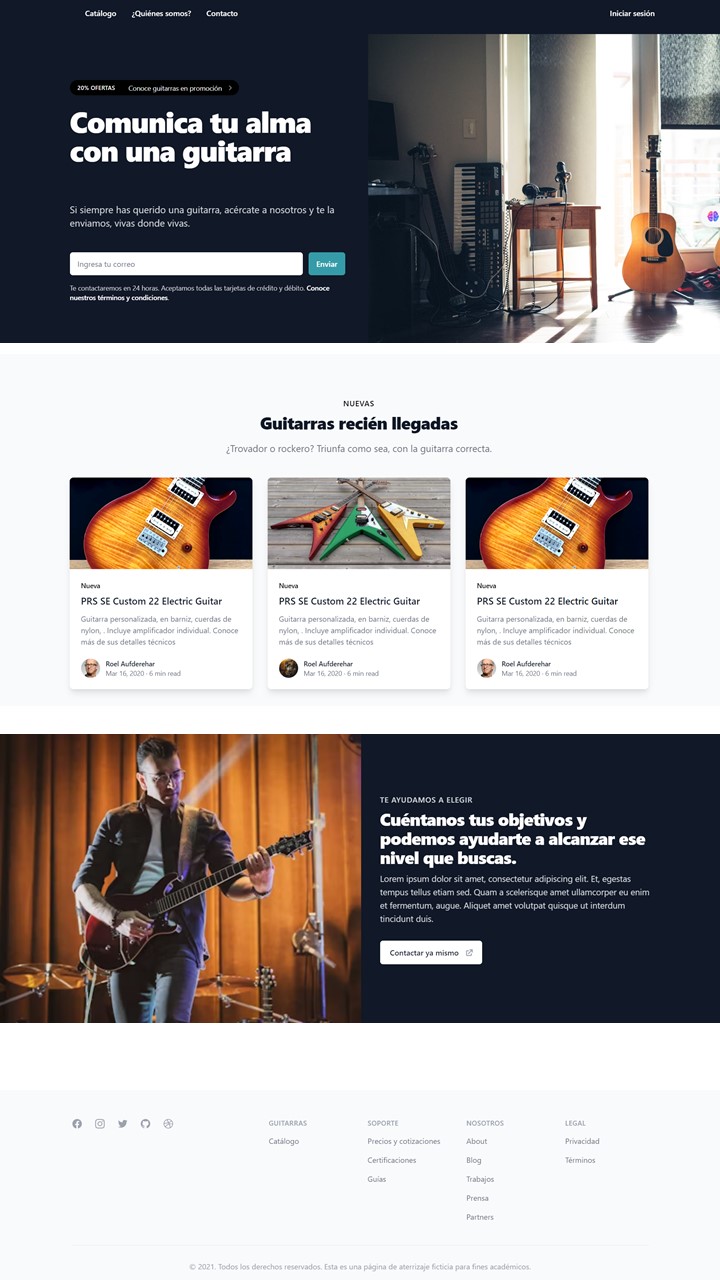 Catálogo ¿Quiénes somos? Contacto Iniciar sesión
20% OFERTAS Conoce guitarras en promoción
Comunica tu alma
con una guitarra
Si siempre has querido una guitarra, acércate a nosotros y te la
enviamos, vivas donde vivas.
Ingresa tu correo Enviar
Te contactaremos en 24 horas. Aceptamos todas las tarjetas de crédito y débito. Conoce
nuestros términos y condiciones.
NUEVAS
Guitarras recién llegadas
¿Trovador o rockero? Triunfa como sea, con la guitarra correcta.
Nueva
PRS SE Custom 22 Electric Guitar
Guitarra personalizada, en barniz, cuerdas de
nylon, . Incluye amplificador individual. Conoce
más de sus detalles técnicos
Roel Aufderehar
Mar 16, 2020 · 6 min read
Nueva
PRS SE Custom 22 Electric Guitar
Guitarra personalizada, en barniz, cuerdas de
nylon, . Incluye amplificador individual. Conoce
más de sus detalles técnicos
Roel Aufderehar
Mar 16, 2020 · 6 min read
Nueva
PRS SE Custom 22 Electric Guitar
Guitarra personalizada, en barniz, cuerdas de
nylon, . Incluye amplificador individual. Conoce
más de sus detalles técnicos
Roel Aufderehar
Mar 16, 2020 · 6 min read
TE AYUDAMOS A ELEGIR
Cuéntanos tus objetivos y
podemos ayudarte a alcanzar ese
nivel que buscas.
Lorem ipsum dolor sit amet, consectetur adipiscing elit. Et, egestas
tempus tellus etiam sed. Quam a scelerisque amet ullamcorper eu enim
et fermentum, augue. Aliquet amet volutpat quisque ut interdum
tincidunt duis.
Contactar ya mismo
GUITARRAS
Catálogo
SOPORTE
Precios y cotizaciones
Certificaciones
Guías
NOSOTROS
About
Blog
Trabajos
Prensa
Partners
LEGAL
Privacidad
Términos
© 2021. Todos los derechos reservados. Esta es una página de aterrizaje ficticia para fines académicos.